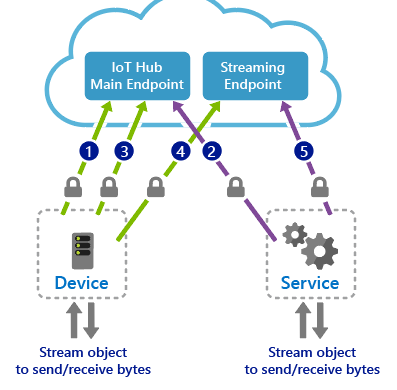 IoT Hub
Main Endpoint
Streaming
Endpoint
1
3
4
2
5
Device
Service
Stream object
to send/receive bytes
Stream object
to send/receive bytes